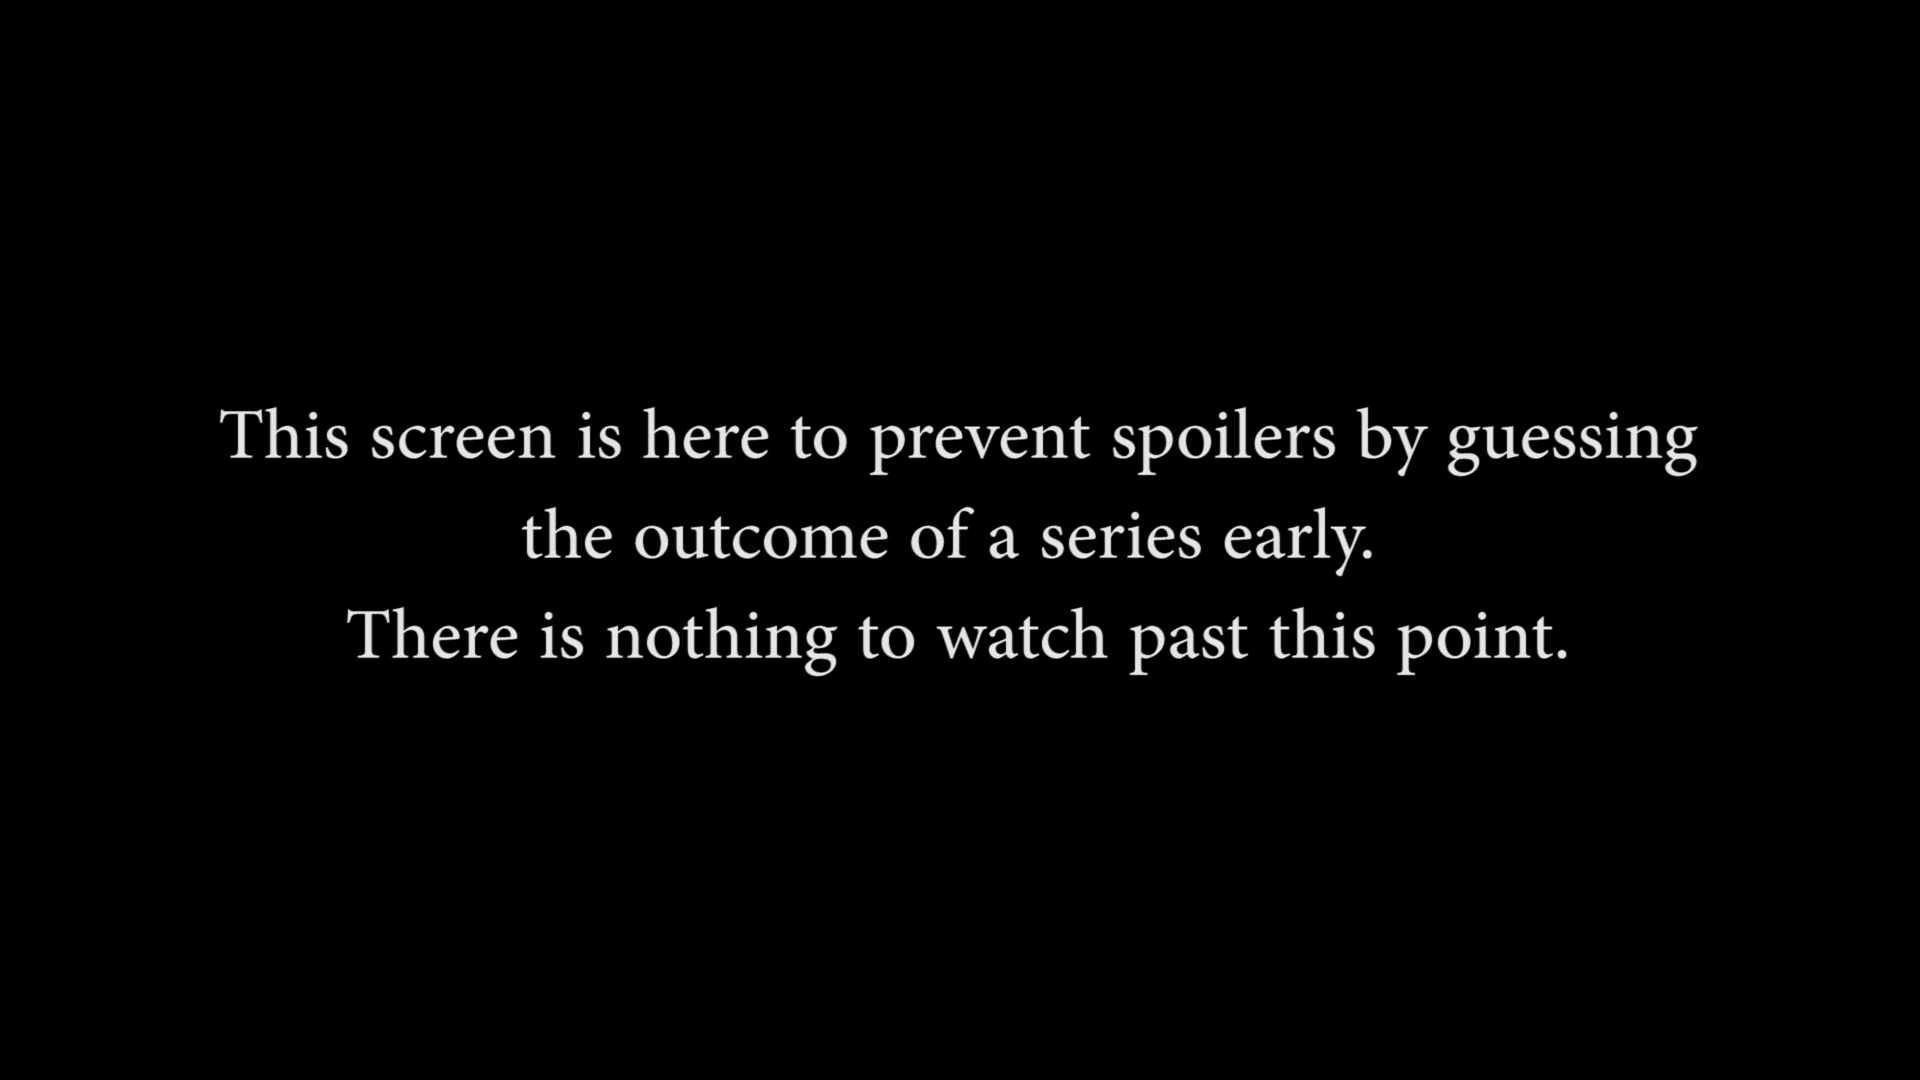 This screen is here to prevent spoilers by guessing
the outcome of a series early.
There is nothing to watch past this point.